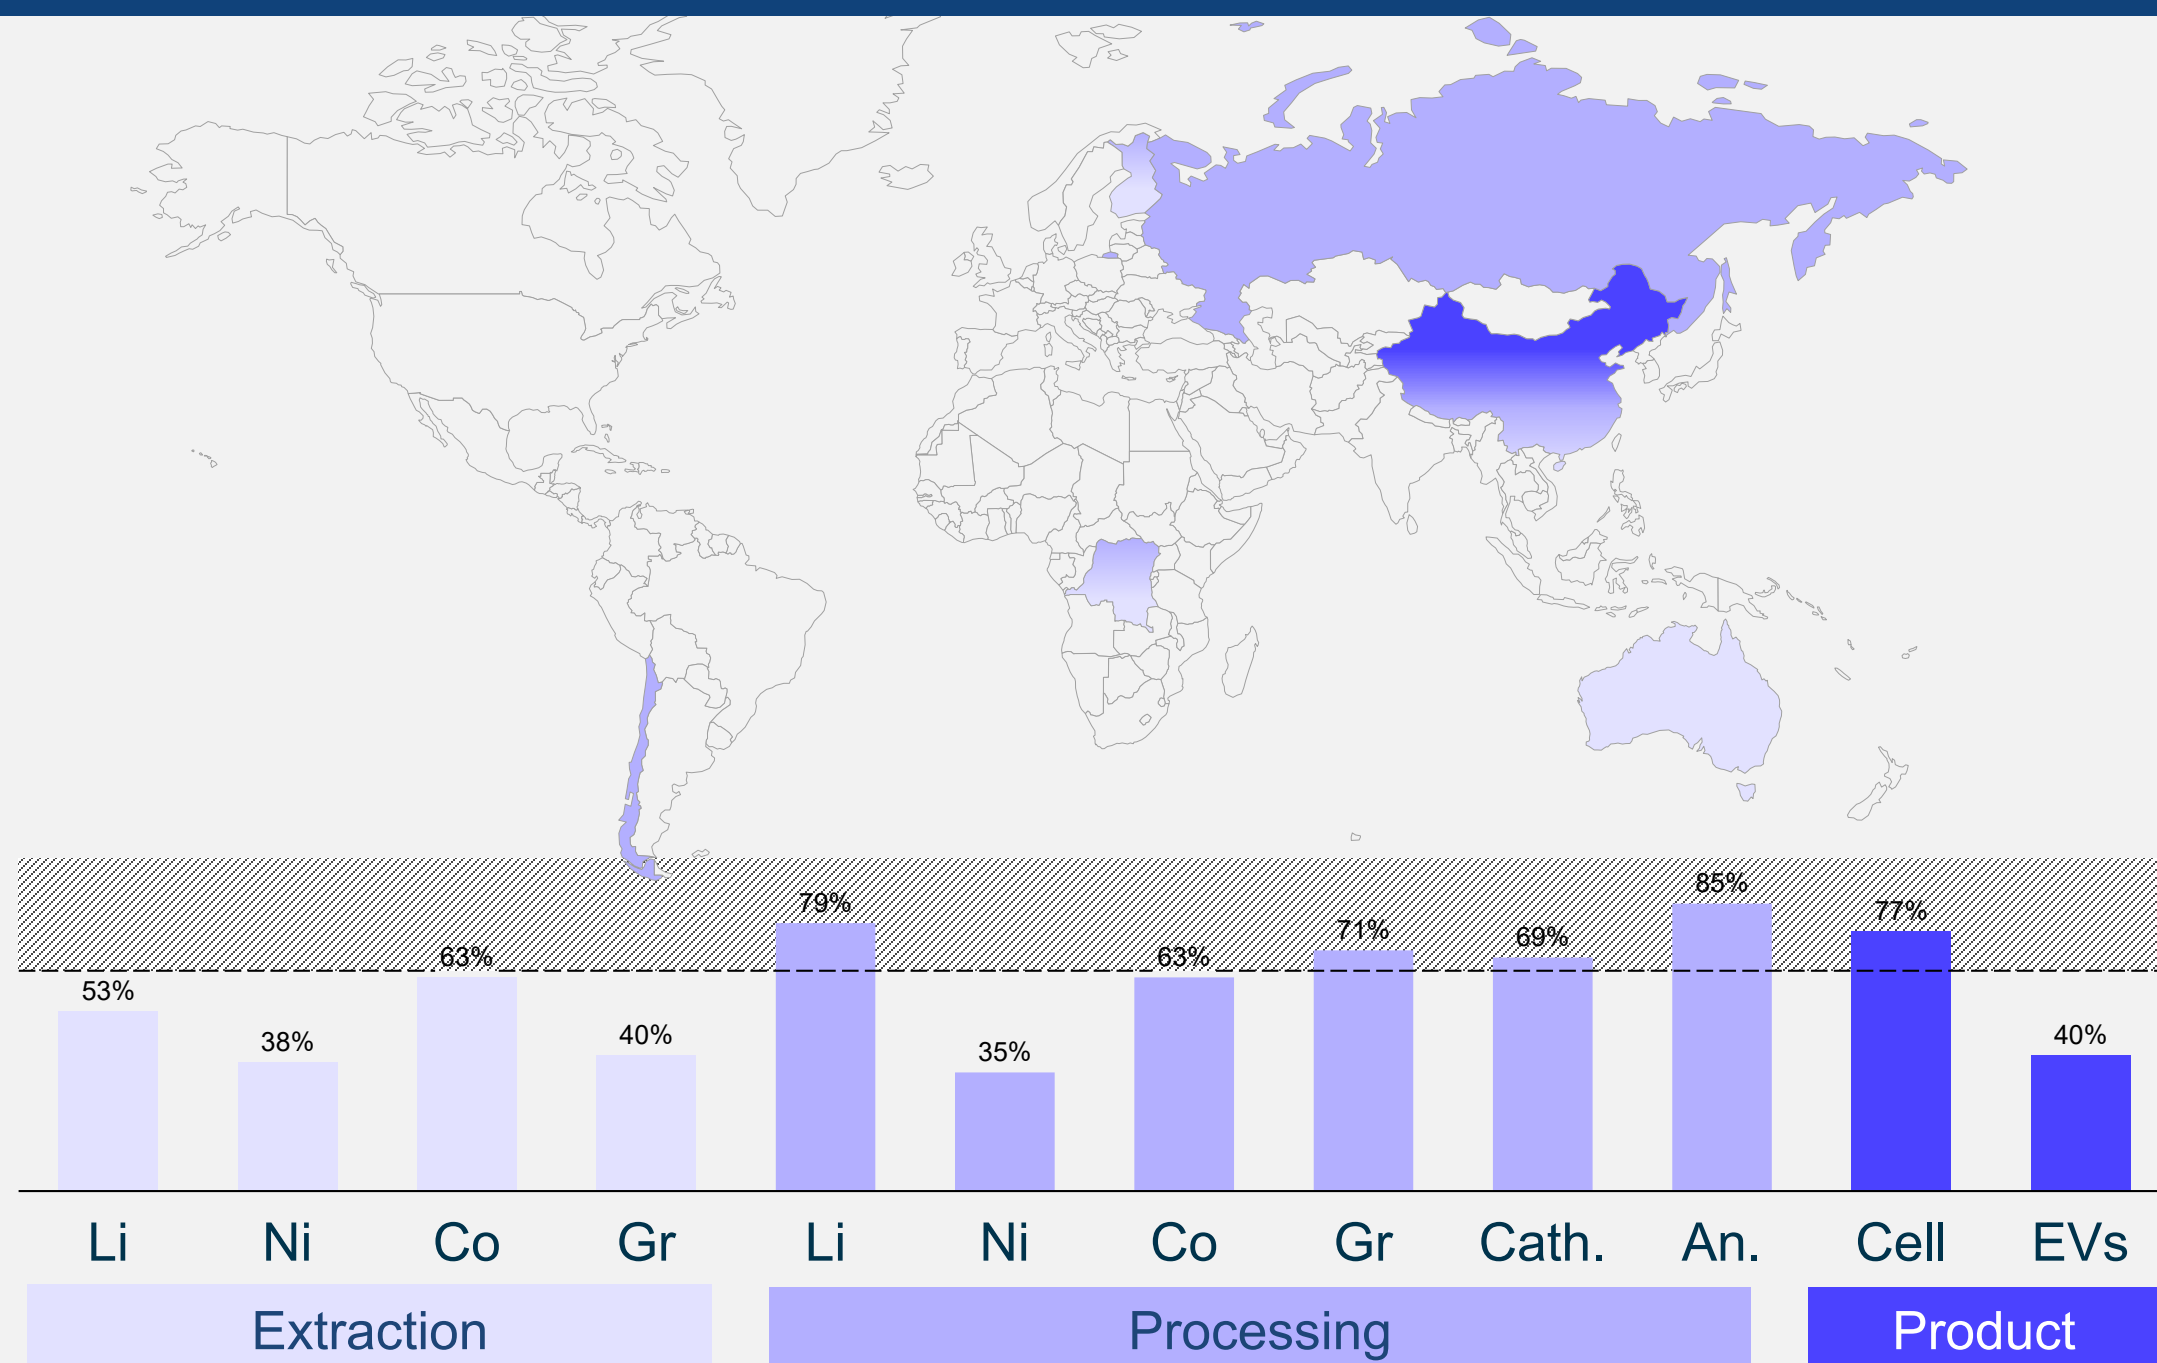 53%
38%
63%
40%
79%
35%
63%
71%
69%
85%
77%
40%
Li
Ni
Co
Gr
Li
Ni
Co
Gr
Cath.
An.
Cell
EVs
Extraction
Processing
Product